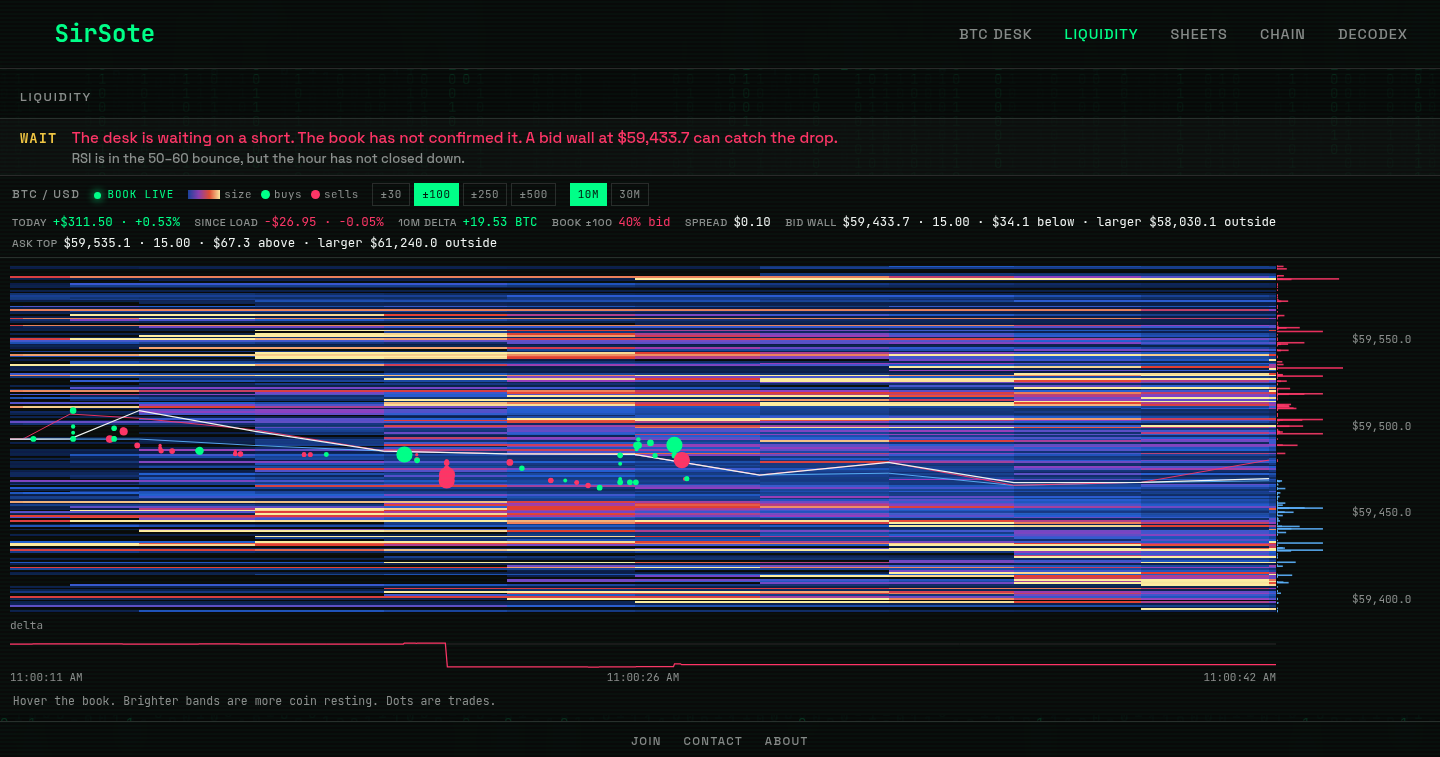 SirSote
BTC DESK LIQUIDITY SHEETS CHAIN DECODEX
LIQUIDITY
WAIT The desk is waiting on a short. The book has not confirmed it. A bid wall at $59,433.7 can catch the drop.
RSI is in the 50–60 bounce, but the hour has not closed down.
BTC / USD BOOK LIVE size buys sells ±30 ±100 ±250 ±500 10M 30M
TODAY +$311.50 · +0.53% SINCE LOAD -$26.95 · -0.05% 10M DELTA +19.53 BTC BOOK ±100 40% bid SPREAD $0.10 BID WALL $59,433.7 · 15.00 · $34.1 below · larger $58,030.1 outside
ASK TOP $59,535.1 · 15.00 · $67.3 above · larger $61,240.0 outside
$59,550.0
$59,500.0
$59,450.0
$59,400.0
delta
11:00:11 AM 11:00:26 AM 11:00:42 AM
Hover the book. Brighter bands are more coin resting. Dots are trades.
JOIN CONTACT ABOUT